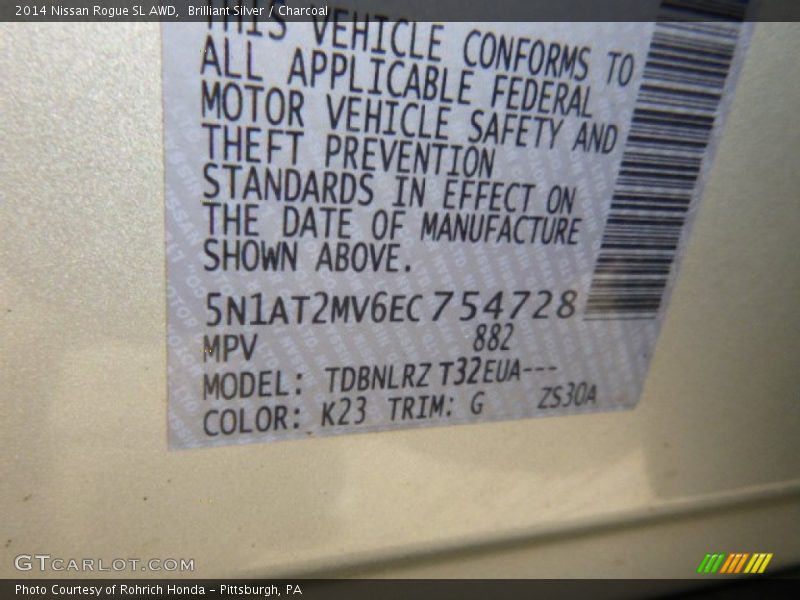 2014 Nissan Rogue SL AWD,  Brilliant Silver / Charcoal
THIS VEHICLE CONFORMS TO
ALL APPLICABLE FEDERAL
MOTOR VEHICLE SAFETY AND
THEFT PREVENTION
STANDARDS IN EFFECT ON
THE DATE OF MANUFACTURE
SHOWN ABOVE.
5N1AT2MV6EC754728
MPV 882
MODEL: TDBNLRZ T32EUA---
COLOR: K23 TRIM: G ZS30A
GTCARLOT.COM
Photo Courtesy of Rohrich Honda - Pittsburgh, PA